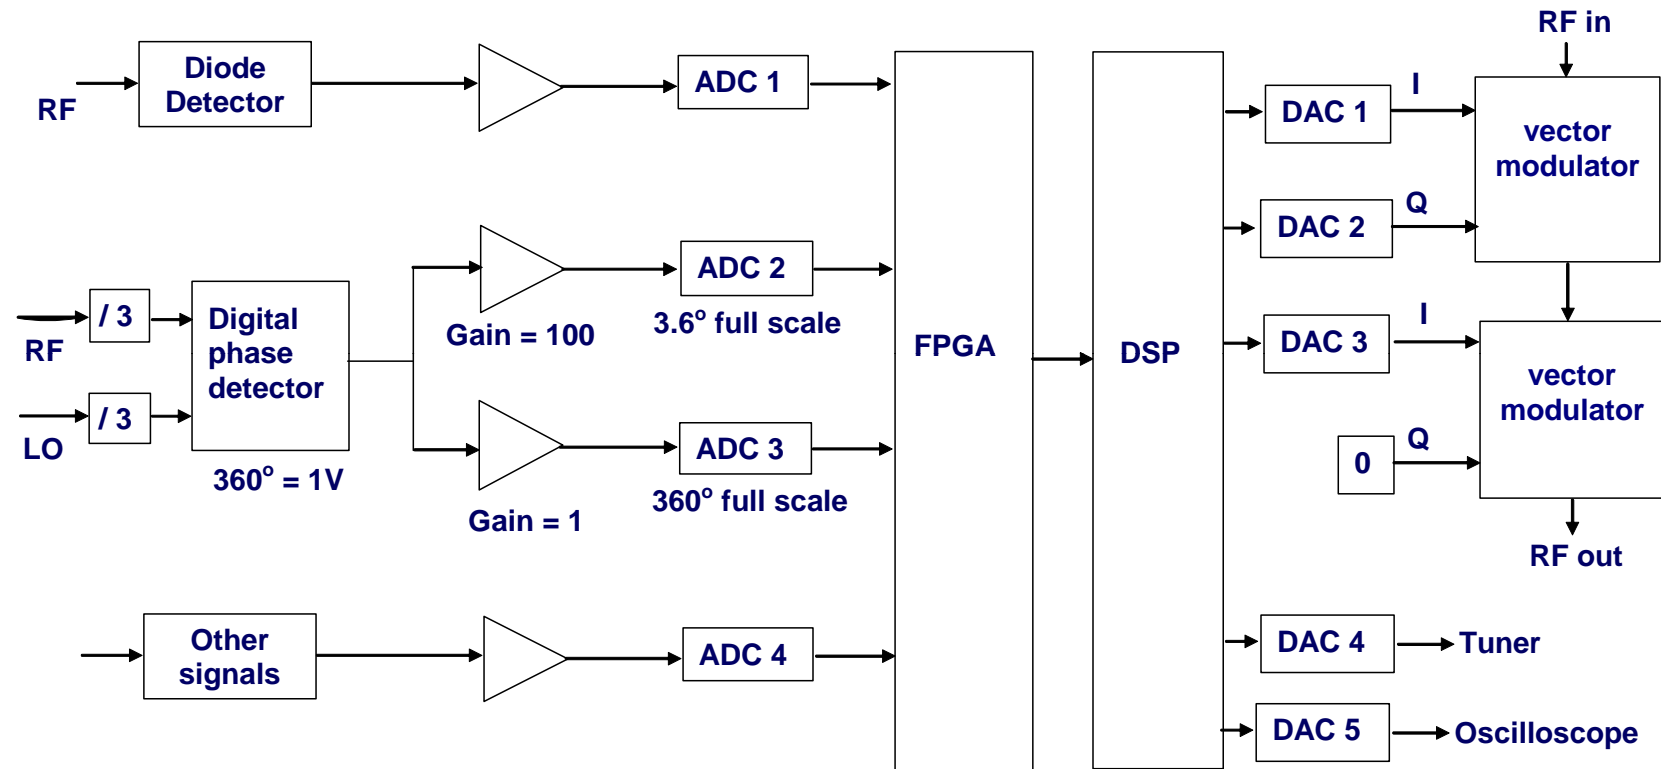 RF in
Diode
Detector
RF
ADC 1
DAC 1
I
vector
modulator
DAC 2
Q
/ 3
RF
Digital
phase
detector
/ 3
LO
360° = 1V
Gain = 100
ADC 2
3.6° full scale
Gain = 1
ADC 3
360° full scale
FPGA
DSP
DAC 3
I
vector
modulator
0
Q
RF out
Other
signals
ADC 4
DAC 4
Tuner
DAC 5
Oscilloscope